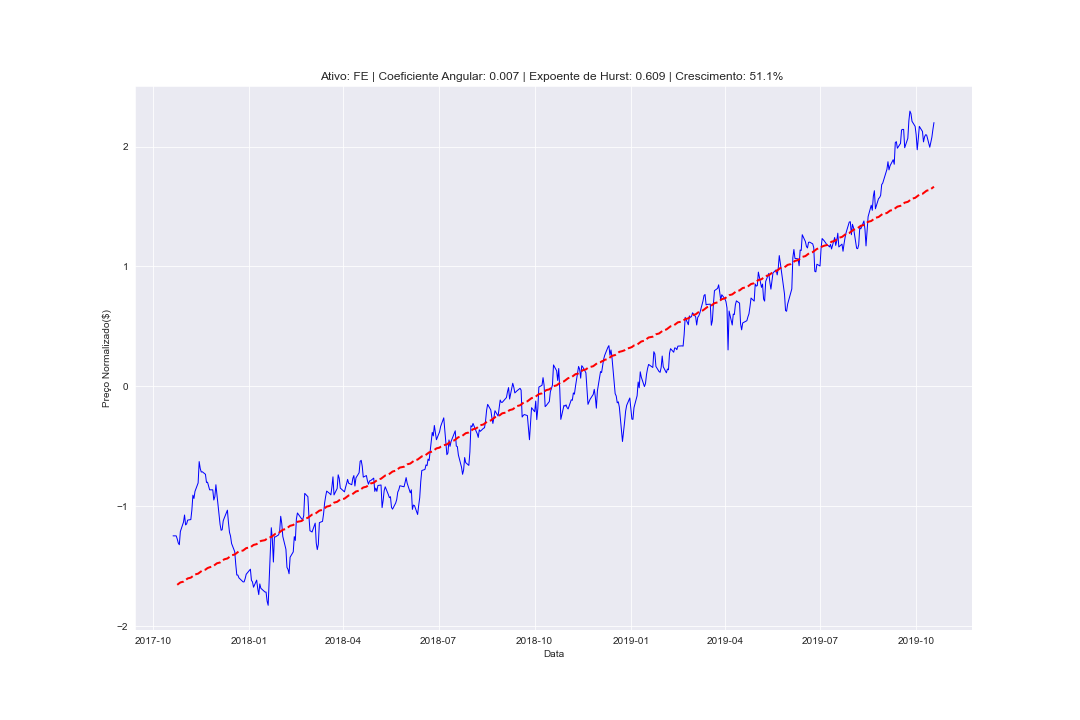 Ativo: FE | Coeficiente Angular: 0.007 | Expoente de Hurst: 0.609 | Crescimento: 51.1%
Preço Normalizado($)
2
1
0
−1
−2
2017-10 2018-01 2018-04 2018-07 2018-10 2019-01 2019-04 2019-07 2019-10
Data